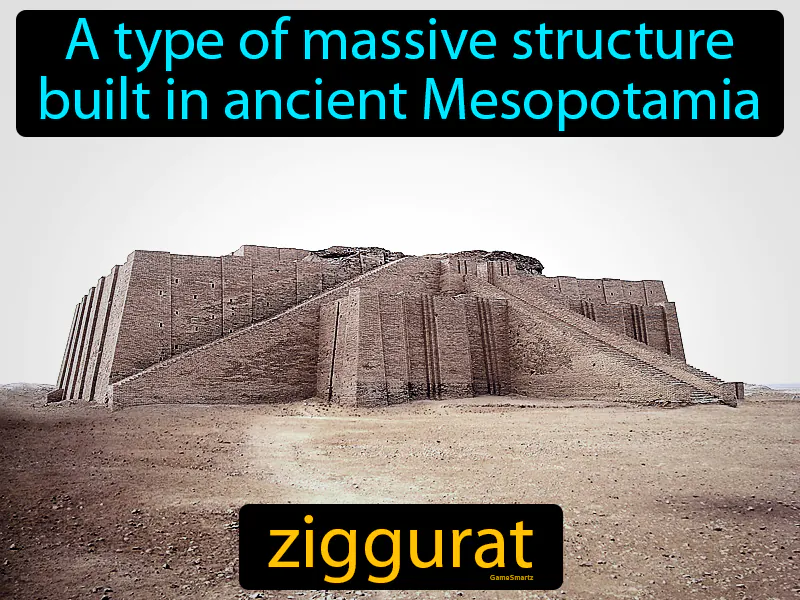 A type of massive structure
built in ancient Mesopotamia
ziggurat
GameSmartz